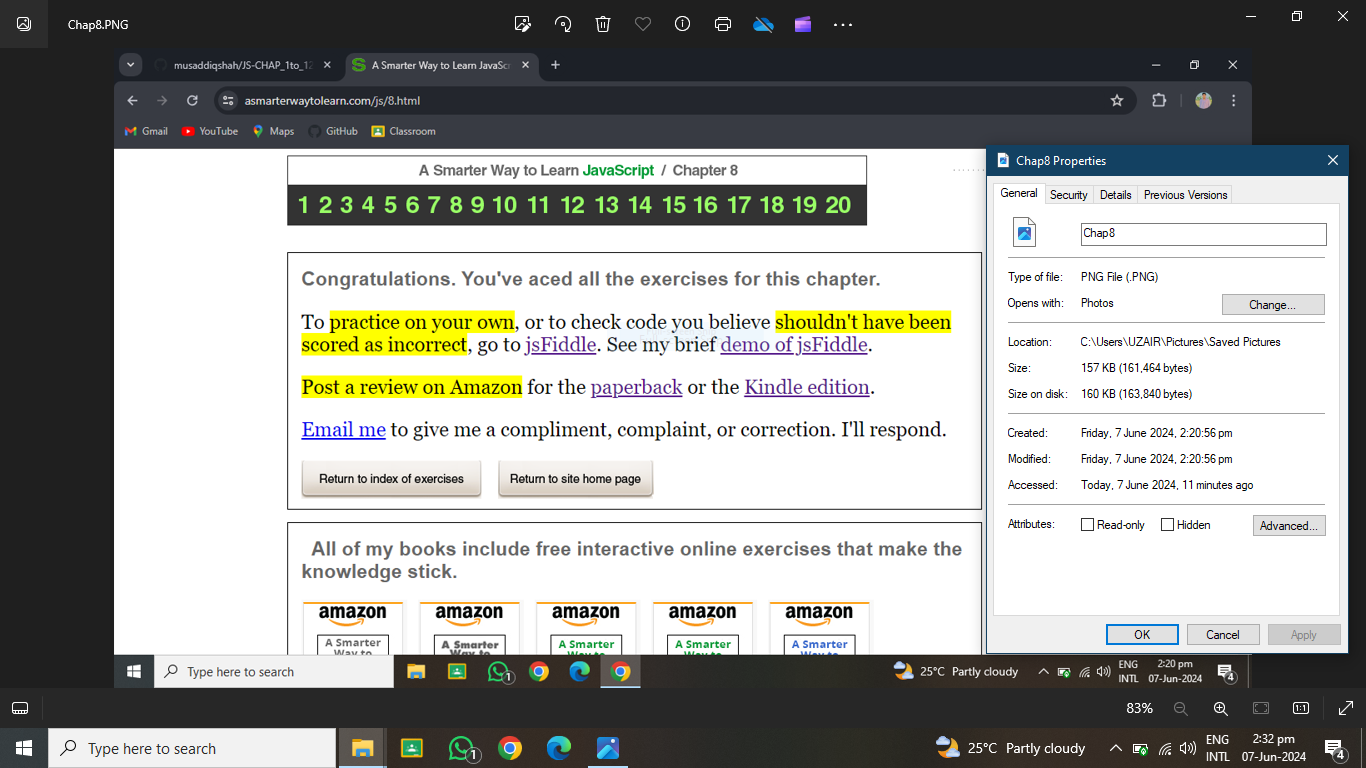 Chap8.PNG
musaddiqshah/JS-CHAP_1to_12
A Smarter Way to Learn JavaScr
asmarterwaytolearn.com/js/8.html
Gmail YouTube Maps GitHub Classroom
A Smarter Way to Learn JavaScript / Chapter 8
1 2 3 4 5 6 7 8 9 10 11 12 13 14 15 16 17 18 19 20
Congratulations. You've aced all the exercises for this chapter.
To practice on your own, or to check code you believe shouldn't have been
scored as incorrect, go to jsFiddle. See my brief demo of jsFiddle.
Post a review on Amazon for the paperback or the Kindle edition.
Email me to give me a compliment, complaint, or correction. I'll respond.
Return to index of exercises Return to site home page
All of my books include free interactive online exercises that make the
knowledge stick.
amazon amazon amazon amazon amazon
A Smarter A Smarter A Smarter A Smarter A Smarter
Way to Way to Way to Way to Way to
Chap8 Properties
General Security Details Previous Versions
Chap8
Type of file: PNG File (.PNG)
Opens with: Photos Change...
Location: C:\Users\UZAIR\Pictures\Saved Pictures
Size: 157 KB (161,464 bytes)
Size on disk: 160 KB (163,840 bytes)
Created: Friday, 7 June 2024, 2:20:56 pm
Modified: Friday, 7 June 2024, 2:20:56 pm
Accessed: Today, 7 June 2024, 11 minutes ago
Attributes: Read-only Hidden Advanced...
OK Cancel Apply
Type here to search
1
25°C Partly cloudy
ENG
INTL
2:20 pm
07-Jun-2024
4
83%
1:1
Type here to search
1
25°C Partly cloudy
ENG
INTL
2:32 pm
07-Jun-2024
4